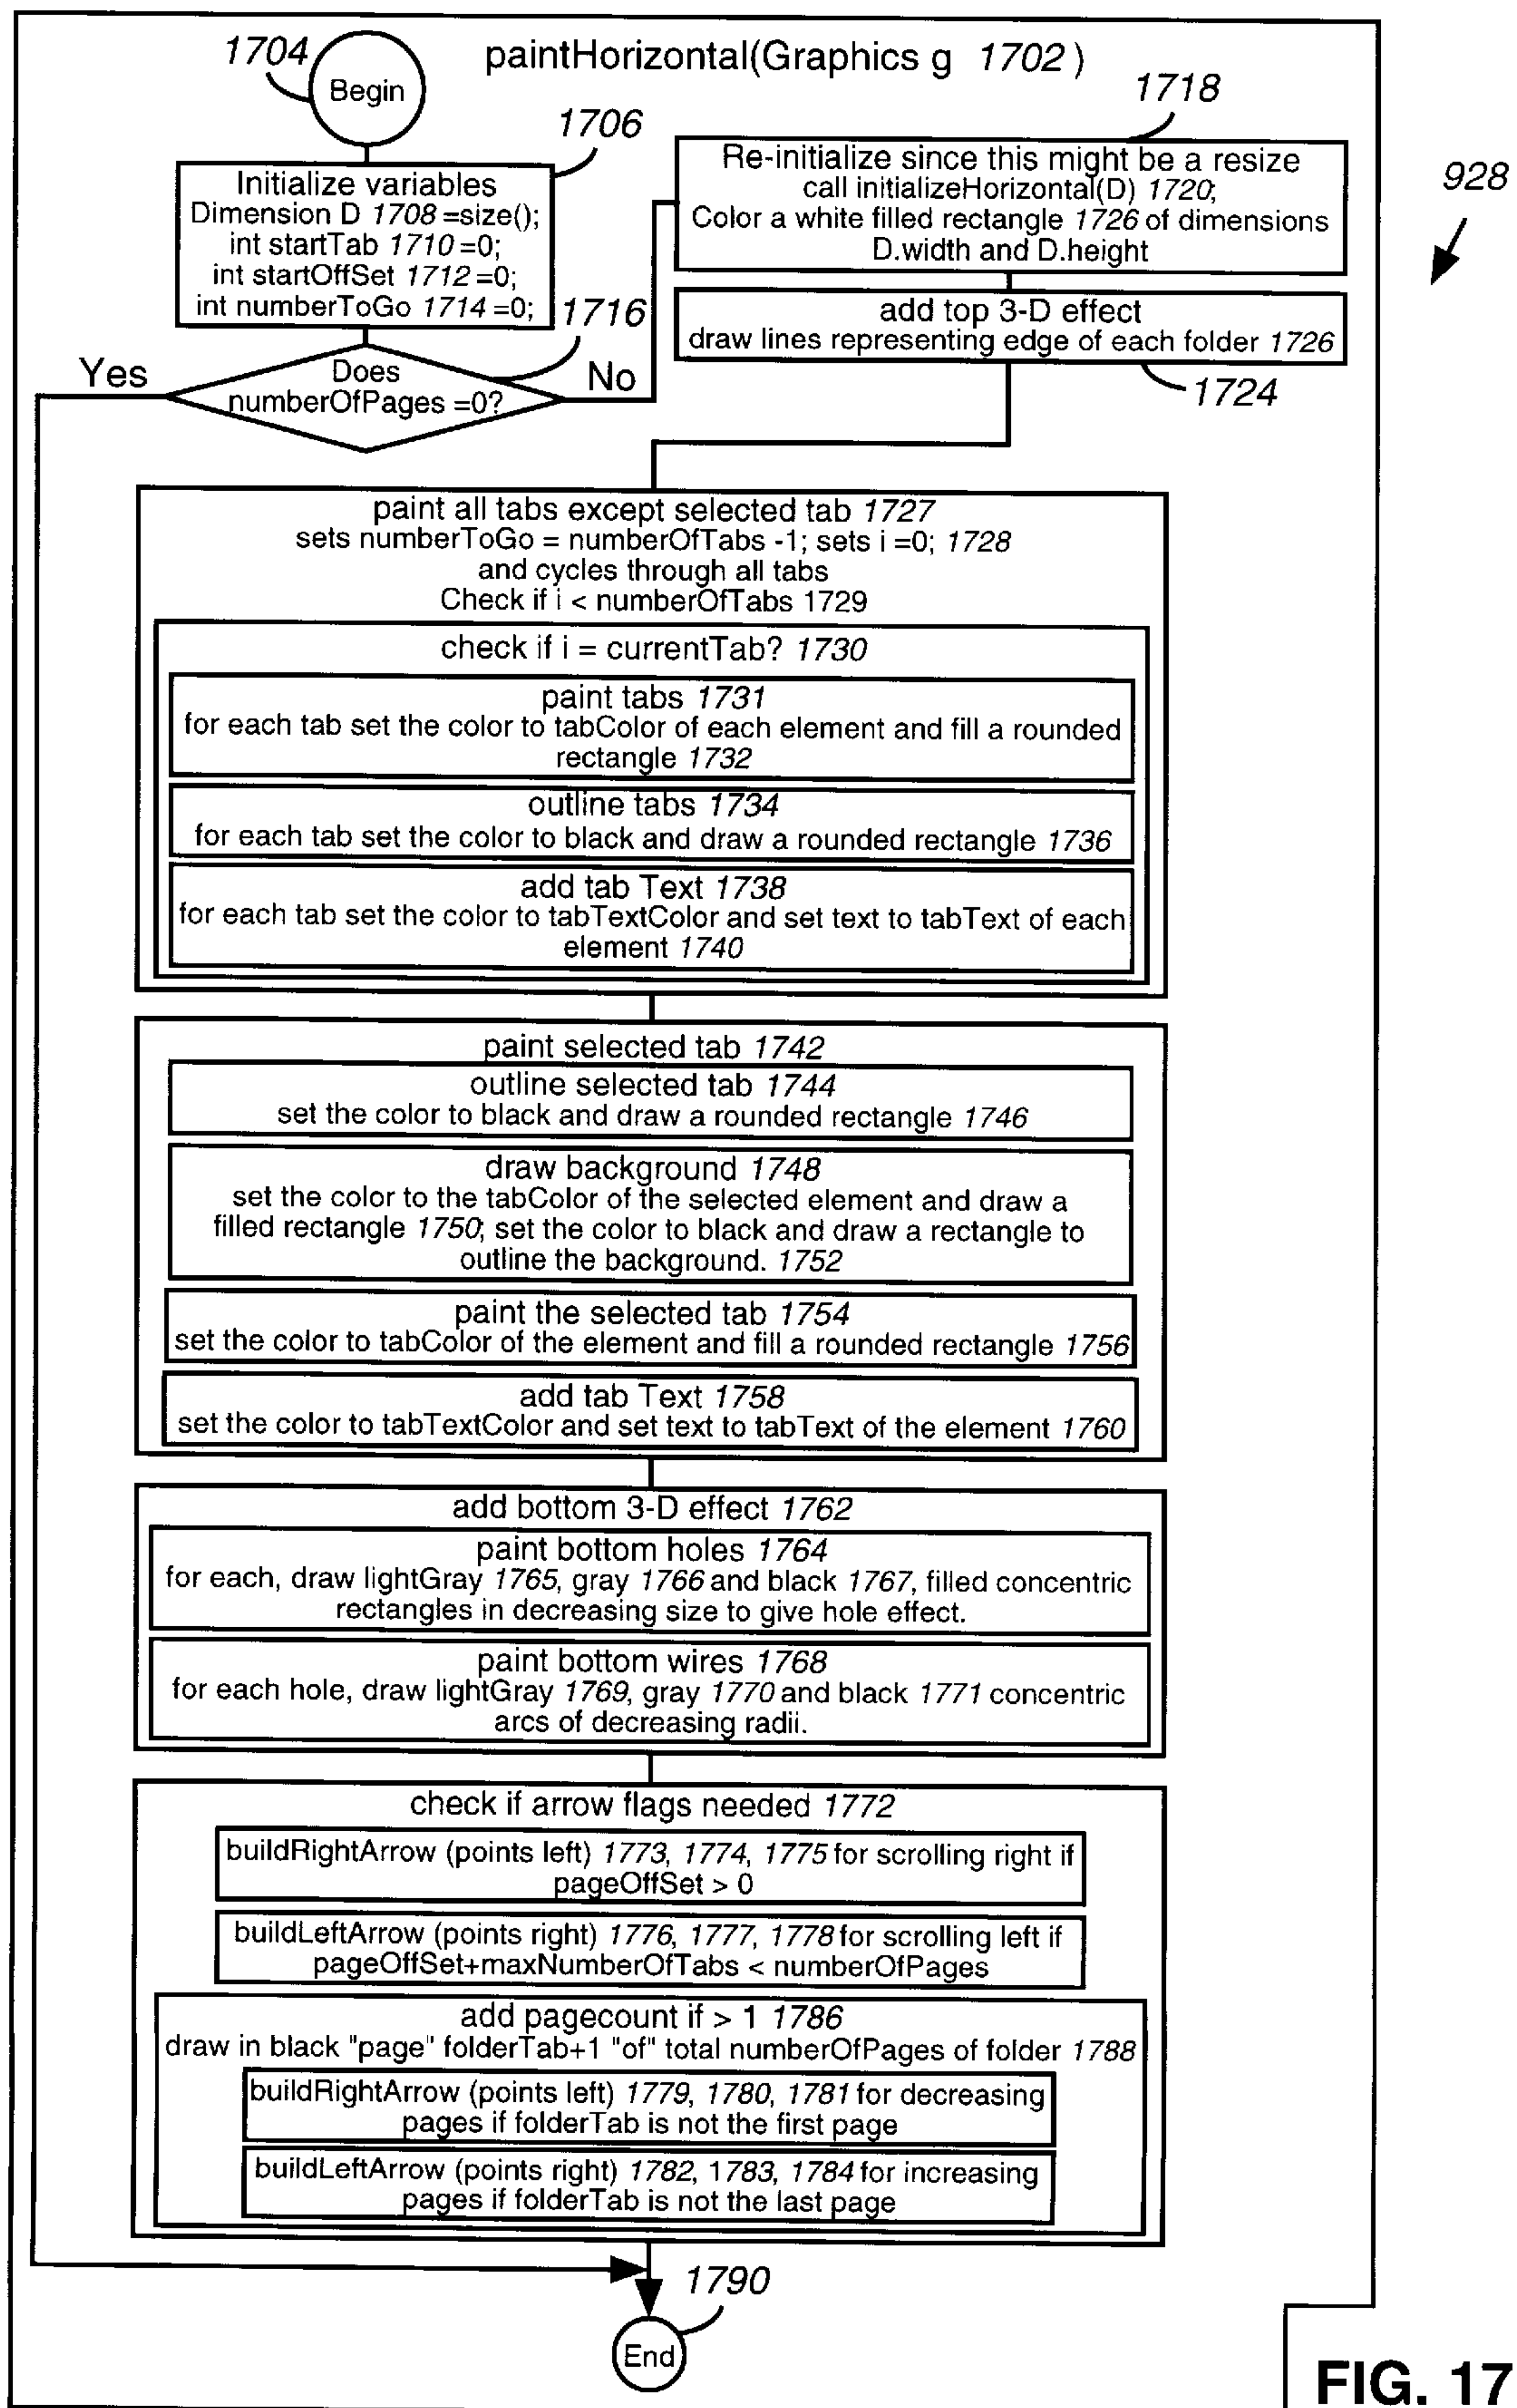 1704
Begin
paintHorizontal(Graphics g 1702 )
1718
1706
928
Initialize variables
Dimension D 1708 =size();
int startTab 1710 =0;
int startOffSet 1712 =0;
int numberToGo 1714 =0;
Re-initialize since this might be a resize
call initializeHorizontal(D) 1720;
Color a white filled rectangle 1726 of dimensions
D.width and D.height
add top 3-D effect
draw lines representing edge of each folder 1726
1724
1716
Yes
Does
numberOfPages =0?
No
paint all tabs except selected tab 1727
sets numberToGo = numberOfTabs -1; sets i =0; 1728
and cycles through all tabs
Check if i < numberOfTabs 1729
check if i = currentTab? 1730
paint tabs 1731
for each tab set the color to tabColor of each element and fill a rounded
rectangle 1732
outline tabs 1734
for each tab set the color to black and draw a rounded rectangle 1736
add tab Text 1738
for each tab set the color to tabTextColor and set text to tabText of each
element 1740
paint selected tab 1742
outline selected tab 1744
set the color to black and draw a rounded rectangle 1746
draw background 1748
set the color to the tabColor of the selected element and draw a
filled rectangle 1750; set the color to black and draw a rectangle to
outline the background. 1752
paint the selected tab 1754
set the color to tabColor of the element and fill a rounded rectangle 1756
add tab Text 1758
set the color to tabTextColor and set text to tabText of the element 1760
add bottom 3-D effect 1762
paint bottom holes 1764
for each, draw lightGray 1765, gray 1766 and black 1767, filled concentric
rectangles in decreasing size to give hole effect.
paint bottom wires 1768
for each hole, draw lightGray 1769, gray 1770 and black 1771 concentric
arcs of decreasing radii.
check if arrow flags needed 1772
buildRightArrow (points left) 1773, 1774, 1775 for scrolling right if
pageOffSet > 0
buildLeftArrow (points right) 1776, 1777, 1778 for scrolling left if
pageOffSet+maxNumberOfTabs < numberOfPages
add pagecount if > 1 1786
draw in black "page" folderTab+1 "of" total numberOfPages of folder 1788
buildRightArrow (points left) 1779, 1780, 1781 for decreasing
pages if folderTab is not the first page
buildLeftArrow (points right) 1782, 1783, 1784 for increasing
pages if folderTab is not the last page
1790
End
FIG. 17